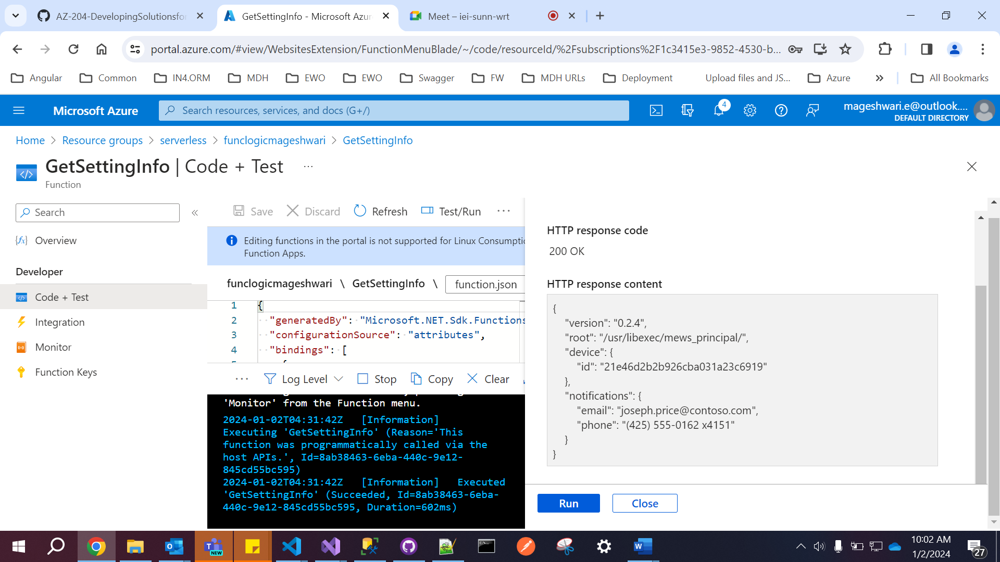 AZ-204-DevelopingSolutionsfo
GetSettingInfo - Microsoft Azur
Meet – iei-sunn-wrt
portal.azure.com/#view/WebsitesExtension/FunctionMenuBlade/~/code/resourceId/%2Fsubscriptions%2F1c3415e3-9852-4530-b...
Angular
Common
IN4.ORM
MDH
EWO
EWO
Swagger
FW
MDH URLs
Deployment
Upload files and JS...
Azure
»
All Bookmarks
Microsoft Azure
Search resources, services, and docs (G+/)
4
mageshwari.e@outlook....
DEFAULT DIRECTORY
Home > Resource groups > serverless > funclogicmageshwari > GetSettingInfo
GetSettingInfo | Code + Test ...
Function
Search
«
Overview
Developer
Code + Test
Integration
Monitor
Function Keys
Save
Discard
Refresh
Test/Run
...
Editing functions in the portal is not supported for Linux Consumptio
Function Apps.
funclogicmageshwari \ GetSettingInfo \ function.json
1 {
2 "generatedBy": "Microsoft.NET.Sdk.Functions
3 "configurationSource": "attributes",
4 "bindings": [
5 {
...
Log Level
Stop
Copy
Clear
'Monitor' from the Function menu.
2024-01-02T04:31:42Z [Information]
Executing 'GetSettingInfo' (Reason='This
function was programmatically called via the
host APIs.', Id=8ab38463-6eba-440c-9e12-
845cd55bc595)
2024-01-02T04:31:42Z [Information] Executed
'GetSettingInfo' (Succeeded, Id=8ab38463-6eba-
440c-9e12-845cd55bc595, Duration=602ms)
HTTP response code
200 OK
HTTP response content
{
"version": "0.2.4",
"root": "/usr/libexec/mews_principal/",
"device": {
"id": "21e46d2b2b926cba031a23c6919"
},
"notifications": {
"email": "joseph.price@contoso.com",
"phone": "(425) 555-0162 x4151"
}
}
Run
Close
NEW
10:02 AM
1/2/2024
27